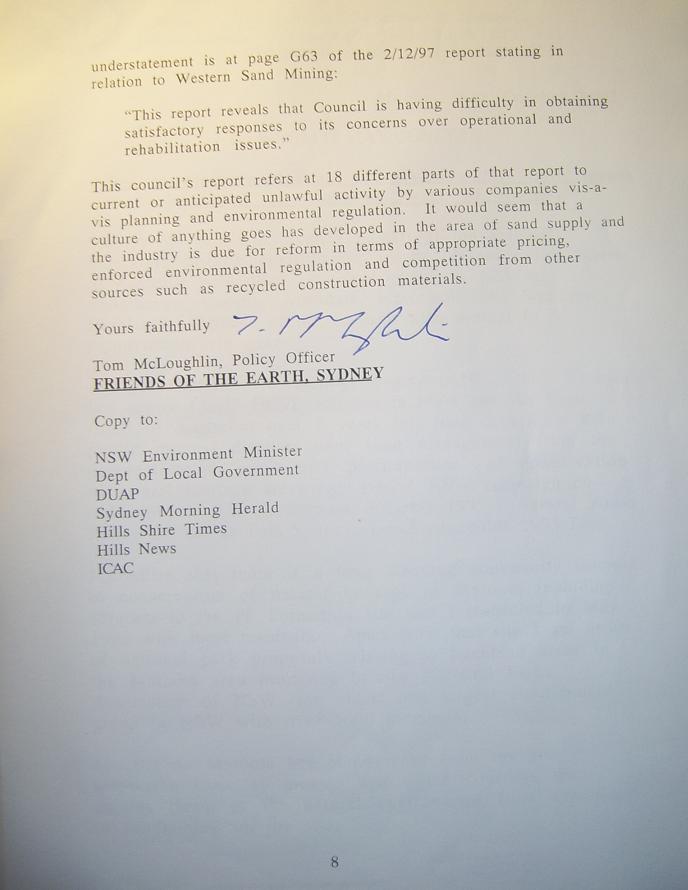 understatement is at page G63 of the 2/12/97 report stating in
relation to Western Sand Mining:
“This report reveals that Council is having difficulty in obtaining
satisfactory responses to its concerns over operational and
rehabilitation issues.”
This council’s report refers at 18 different parts of that report to
current or anticipated unlawful activity by various companies vis-a-
vis planning and environmental regulation. It would seem that a
culture of anything goes has developed in the area of sand supply and
the industry is due for reform in terms of appropriate pricing,
enforced environmental regulation and competition from other
sources such as recycled construction materials.
Yours faithfully
Tom McLoughlin, Policy Officer
FRIENDS OF THE EARTH, SYDNEY
Copy to:
NSW Environment Minister
Dept of Local Government
DUAP
Sydney Morning Herald
Hills Shire Times
Hills News
ICAC
8